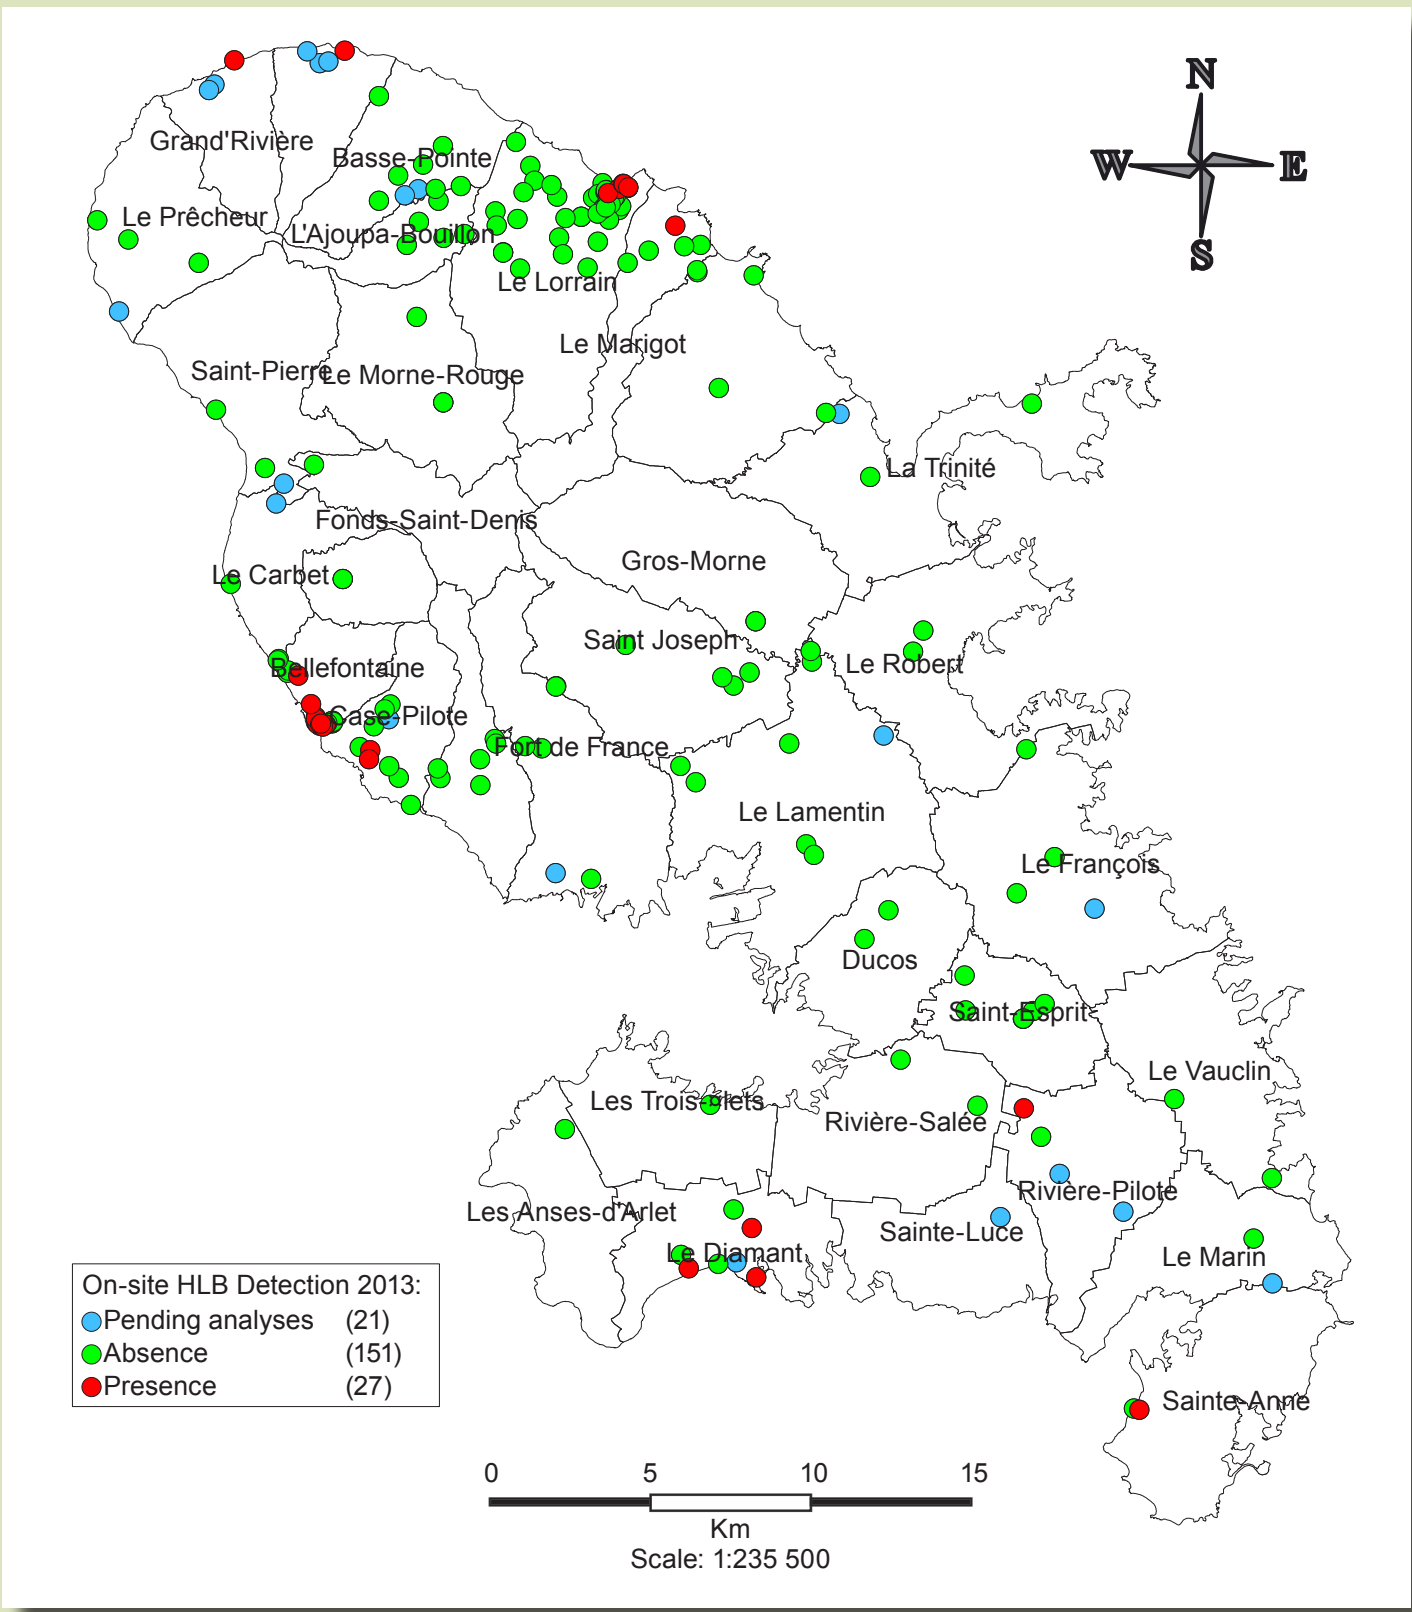 N
W
E
S
Grand'Rivière
Basse-Pointe
Le Prêcheur
L'Ajoupa-Bouillon
Le Lorrain
Le Marigot
Saint-Pierre
Le Morne-Rouge
La Trinité
Fonds-Saint-Denis
Gros-Morne
Le Carbet
Saint Joseph
Le Robert
Bellefontaine
Case-Pilote
Fort de France
Le Lamentin
Le François
Ducos
Saint-Esprit
Le Vauclin
Les Trois-Ilets
Rivière-Salée
Rivière-Pilote
Les Anses-d'Arlet
Sainte-Luce
Le Diamant
Le Marin
On-site HLB Detection 2013:
Pending analyses (21)
Absence (151)
Presence (27)
Sainte-Anne
0 5 10 15
Km
Scale: 1:235 500